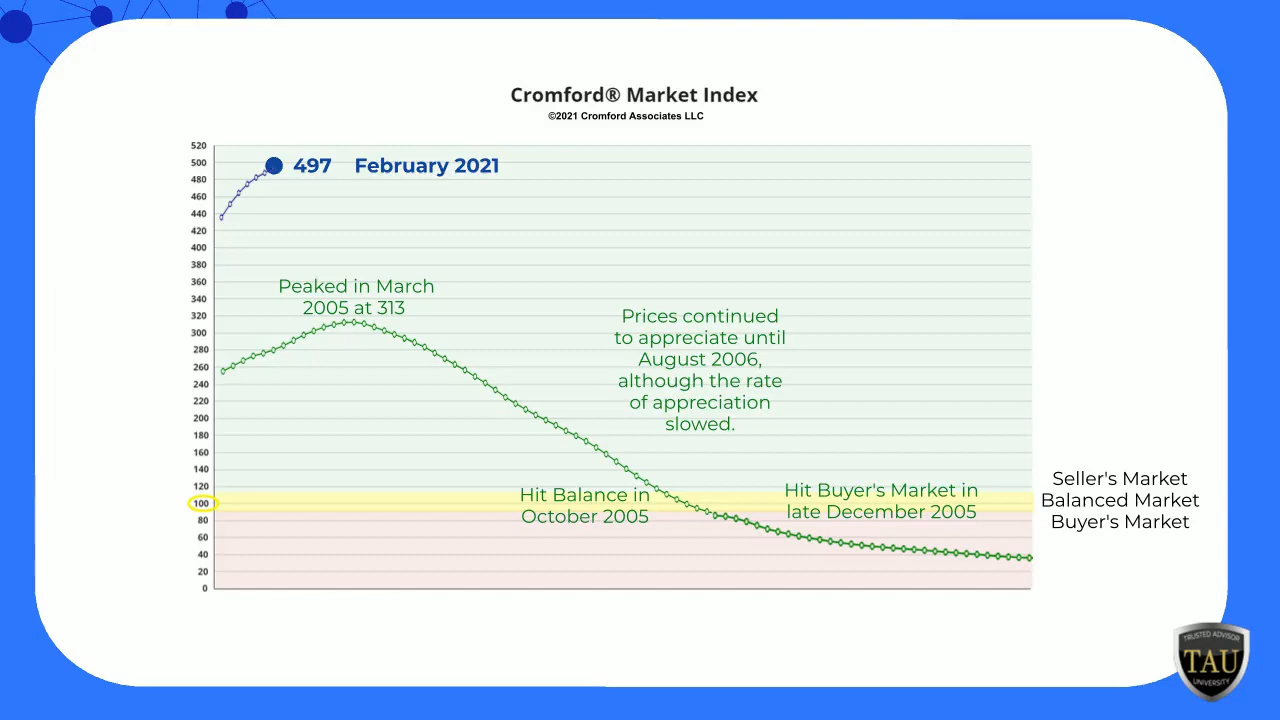 Cromford® Market Index
©2021 Cromford Associates LLC
520
500
480
460
440
420
400
380
360
340
320
300
280
260
240
220
200
180
160
140
120
100
80
60
40
20
0
497 February 2021
Peaked in March
2005 at 313
Prices continued
to appreciate until
August 2006,
although the rate
of appreciation
slowed.
Hit Balance in
October 2005
Hit Buyer's Market in
late December 2005
Seller's Market
Balanced Market
Buyer's Market
TRUSTED ADVISOR
TAU
UNIVERSITY